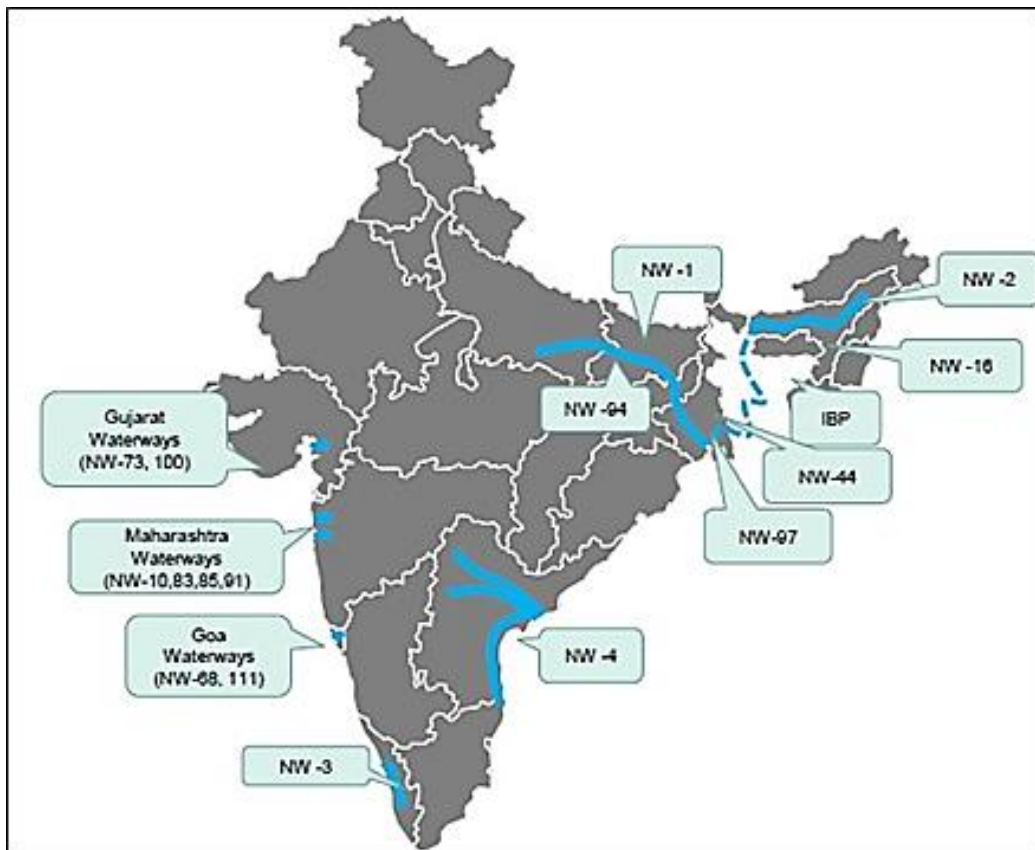 NW -1
NW -2
NW -16
NW -94
IBP
Gujarat
Waterways
(NW-73, 100)
NW-44
NW-97
Maharashtra
Waterways
(NW-10,83,85,91)
Goa
Waterways
(NW-68, 111)
NW -4
NW -3